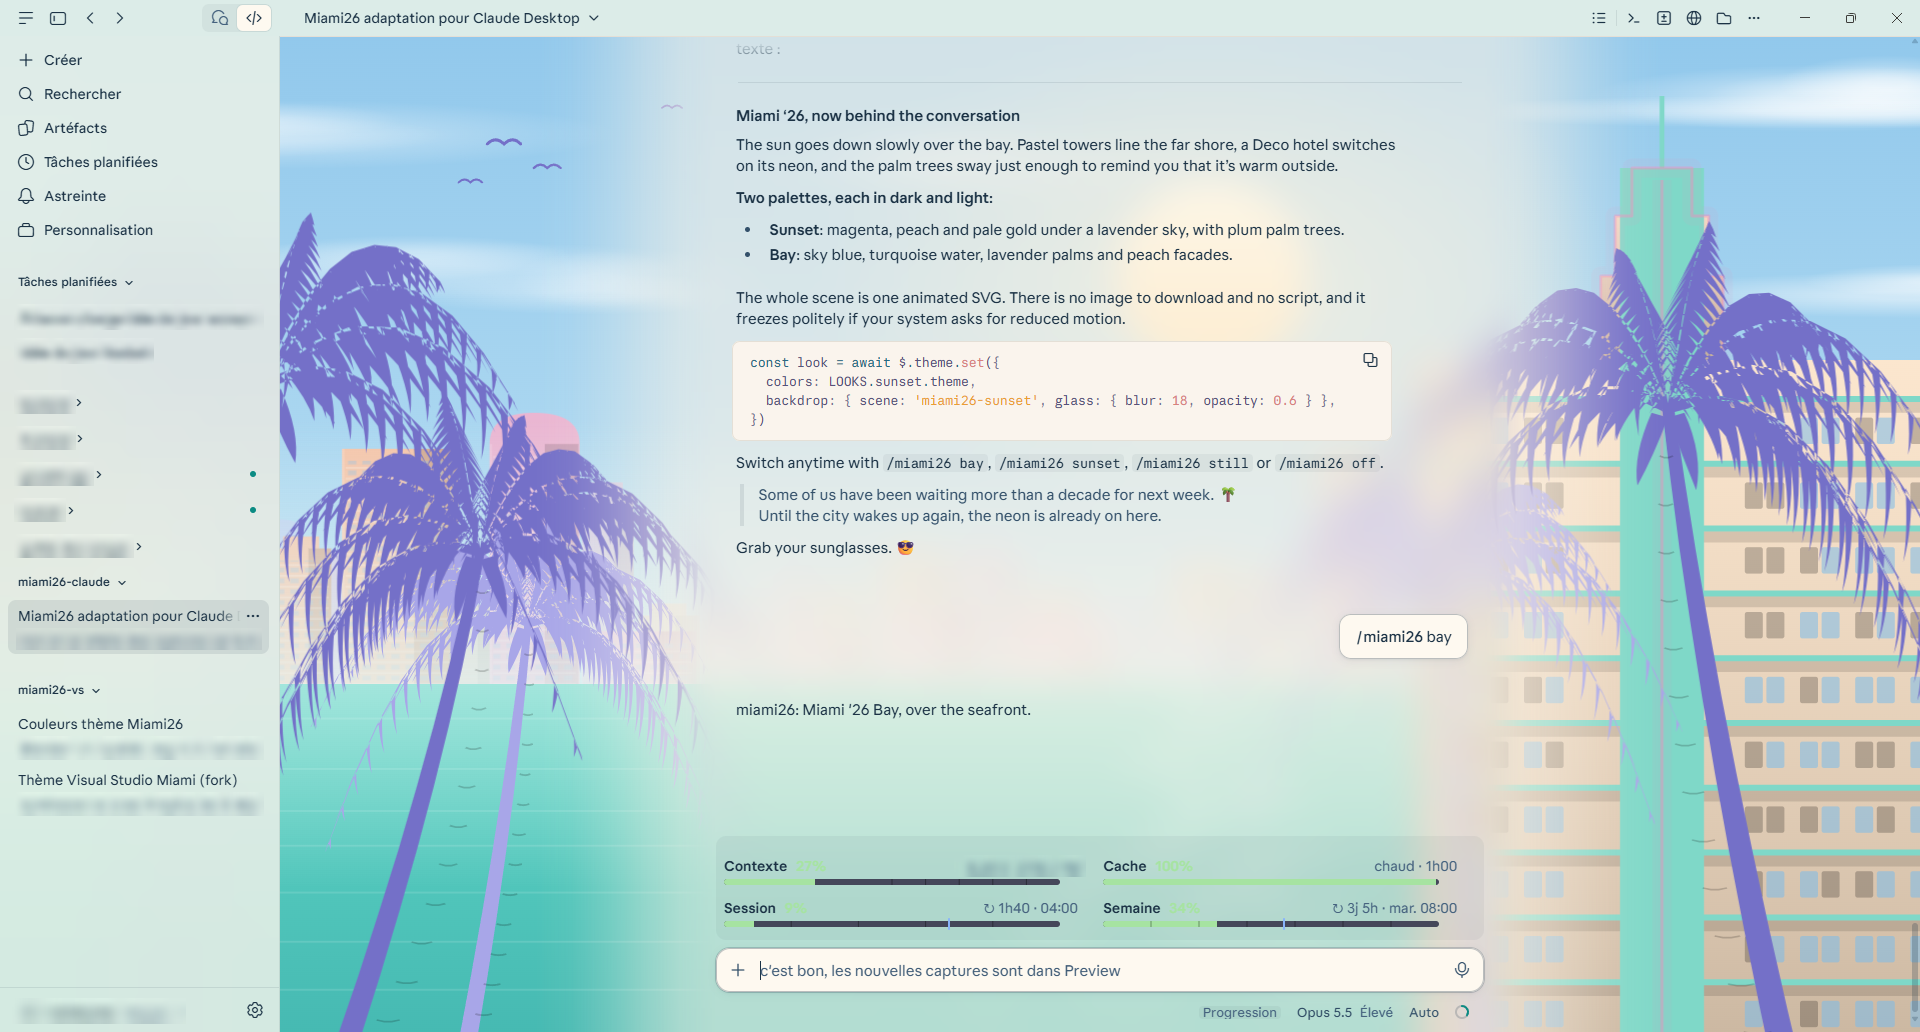 Miami26 adaptation pour Claude Desktop
Créer
Rechercher
Artéfacts
Tâches planifiées
Astreinte
Personnalisation
Tâches planifiées
miami26-claude
Miami26 adaptation pour Claude
miami26-vs
Couleurs thème Miami26
Thème Visual Studio Miami (fork)
texte :
Miami ‘26, now behind the conversation
The sun goes down slowly over the bay. Pastel towers line the far shore, a Deco hotel switches
on its neon, and the palm trees sway just enough to remind you that it’s warm outside.
Two palettes, each in dark and light:
• Sunset: magenta, peach and pale gold under a lavender sky, with plum palm trees.
• Bay: sky blue, turquoise water, lavender palms and peach facades.
The whole scene is one animated SVG. There is no image to download and no script, and it
freezes politely if your system asks for reduced motion.
const look = await $.theme.set({
colors: LOOKS.sunset.theme,
backdrop: { scene: 'miami26-sunset', glass: { blur: 18, opacity: 0.6 } },
})
Switch anytime with /miami26 bay, /miami26 sunset, /miami26 still or /miami26 off.
Some of us have been waiting more than a decade for next week. 🌴
Until the city wakes up again, the neon is already on here.
Grab your sunglasses. 😎
/miami26 bay
miami26: Miami '26 Bay, over the seafront.
Contexte
Cache 100% chaud · 1h00
Session ↻ 1h40 · 04:00
Semaine ↻ 3j 5h · mar. 08:00
c'est bon, les nouvelles captures sont dans Preview
Progression Opus 5.5 Élevé Auto